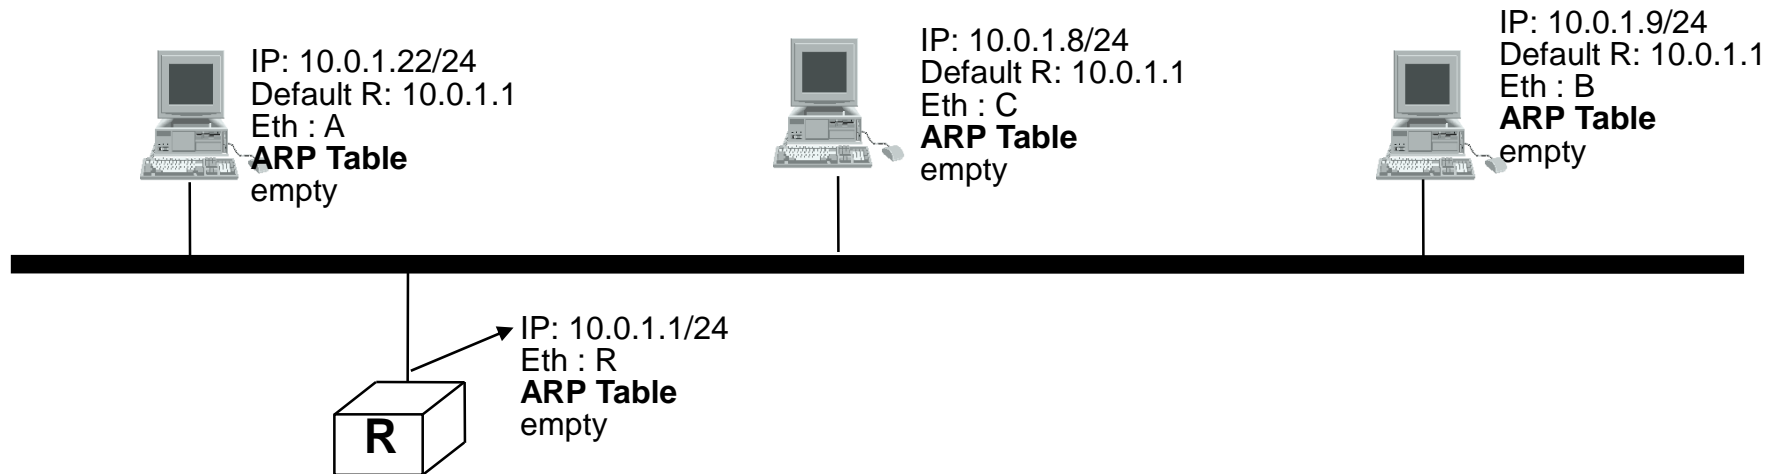 IP: 10.0.1.22/24
Default R: 10.0.1.1
Eth : A
ARP Table
empty
IP: 10.0.1.8/24
Default R: 10.0.1.1
Eth : C
ARP Table
empty
IP: 10.0.1.9/24
Default R: 10.0.1.1
Eth : B
ARP Table
empty
IP: 10.0.1.1/24
Eth : R
ARP Table
empty
R